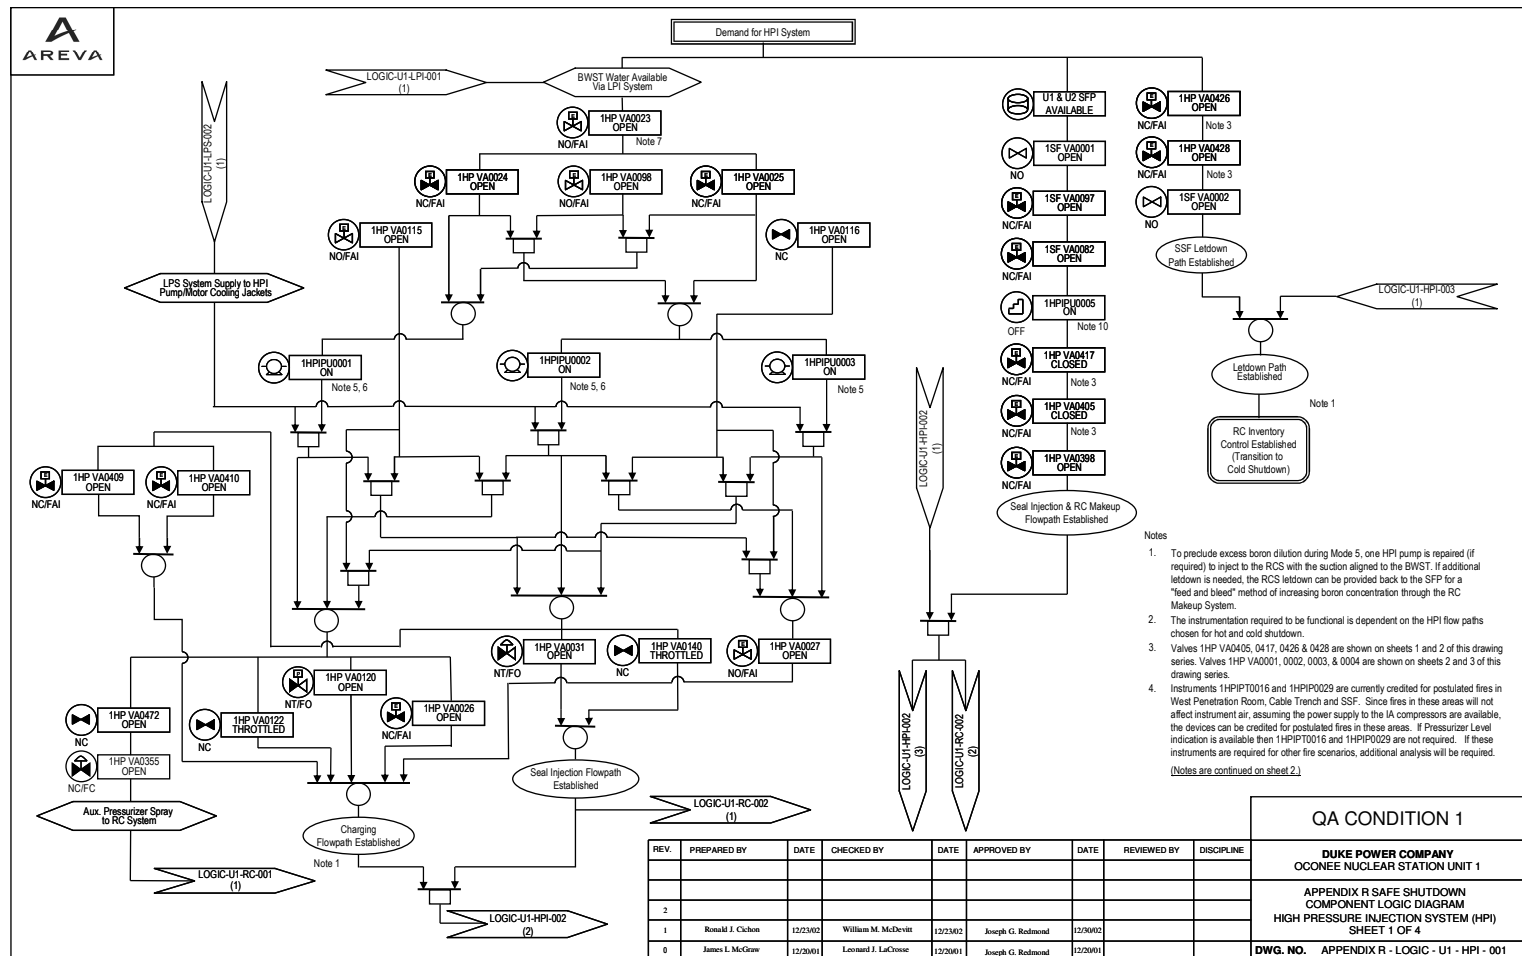 AREVA
Demand for HPI System
LOGIC-U1-LPI-001
(1)
BWST Water Available
Via LPI System
LOGIC-U1-LPS-002
(1)
1HP VA0023
OPEN
NO/FAI
Note 7
1HP VA0024
OPEN
NC/FAI
1HP VA0098
OPEN
NO/FAI
1HP VA0025
OPEN
NC/FAI
1HP VA0115
OPEN
NO/FAI
1HP VA0116
OPEN
NC
LPS System Supply to HPI
Pump/Motor Cooling Jackets
1HPIPU0001
ON
Note 5, 6
1HPIPU0002
ON
Note 5, 6
1HPIPU0003
ON
Note 5
1HP VA0409
OPEN
NC/FAI
1HP VA0410
OPEN
NC/FAI
1HP VA0031
OPEN
NT/FO
1HP VA0140
THROTTLED
NC
1HP VA0027
OPEN
NO/FAI
1HP VA0120
OPEN
NT/FO
1HP VA0472
OPEN
NC
1HP VA0122
THROTTLED
NC
1HP VA0026
OPEN
NC/FAI
1HP VA0355
OPEN
NC/FC
Aux. Pressurizer Spray
to RC System
LOGIC-U1-RC-001
(1)
Charging
Flowpath Established
Note 1
Seal Injection Flowpath
Established
LOGIC-U1-RC-002
(1)
LOGIC-U1-HPI-002
(2)
U1 & U2 SFP
AVAILABLE
1SF VA0001
OPEN
NO
1SF VA0097
OPEN
NC/FAI
1SF VA0082
OPEN
NC/FAI
1HPIPU0005
ON
OFF
Note 10
1HP VA0417
CLOSED
NC/FAI
Note 3
1HP VA0405
CLOSED
NC/FAI
Note 3
1HP VA0398
OPEN
NC/FAI
Seal Injection & RC Makeup
Flowpath Established
LOGIC-U1-HPI-002
(1)
LOGIC-U1-HPI-002
(3)
LOGIC-U1-RC-002
(2)
1HP VA0426
OPEN
NC/FAI
Note 3
1HP VA0428
OPEN
NC/FAI
Note 3
1SF VA0002
OPEN
NO
SSF Letdown
Path Established
LOGIC-U1-HPI-003
(1)
Letdown Path
Established
Note 1
RC Inventory
Control Established
(Transition to
Cold Shutdown)
Notes
1. To preclude excess boron dilution during Mode 5, one HPI pump is repaired (if
required) to inject to the RCS with the suction aligned to the BWST. If additional
letdown is needed, the RCS letdown can be provided back to the SFP for a
"feed and bleed" method of increasing boron concentration through the RC
Makeup System.
2. The instrumentation required to be functional is dependent on the HPI flow paths
chosen for hot and cold shutdown.
3. Valves 1HP VA0405, 0417, 0426 & 0428 are shown on sheets 1 and 2 of this drawing
series. Valves 1HP VA0001, 0002, 0003, & 0004 are shown on sheets 2 and 3 of this
drawing series.
4. Instruments 1HPIPT0016 and 1HPIP0029 are currently credited for postulated fires in
West Penetration Room, Cable Trench and SSF. Since fires in these areas will not
affect instrument air, assuming the power supply to the IA compressors are available,
the devices can be credited for postulated fires in these areas. If Pressurizer Level
indication is available then 1HPIPT0016 and 1HPIP0029 are not required. If these
instruments are required for other fire scenarios, additional analysis will be required.
(Notes are continued on sheet 2.)
QA CONDITION 1
DUKE POWER COMPANY
OCONEE NUCLEAR STATION UNIT 1
APPENDIX R SAFE SHUTDOWN
COMPONENT LOGIC DIAGRAM
HIGH PRESSURE INJECTION SYSTEM (HPI)
SHEET 1 OF 4
DWG. NO. APPENDIX R - LOGIC - U1 - HPI - 001
REV. PREPARED BY DATE CHECKED BY DATE APPROVED BY DATE REVIEWED BY DISCIPLINE
2
1 Ronald J. Cichon 12/23/02 William M. McDevitt 12/23/02 Joseph G. Redmond 12/30/02
0 James L McGraw 12/20/01 Leonard J. LaCrosse 12/20/01 Joseph G. Redmond 12/20/01